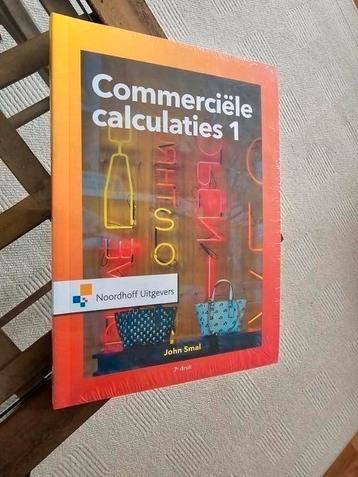 Commerciële
calculaties 1
Noordhoff Uitgevers
John Smal
7e druk